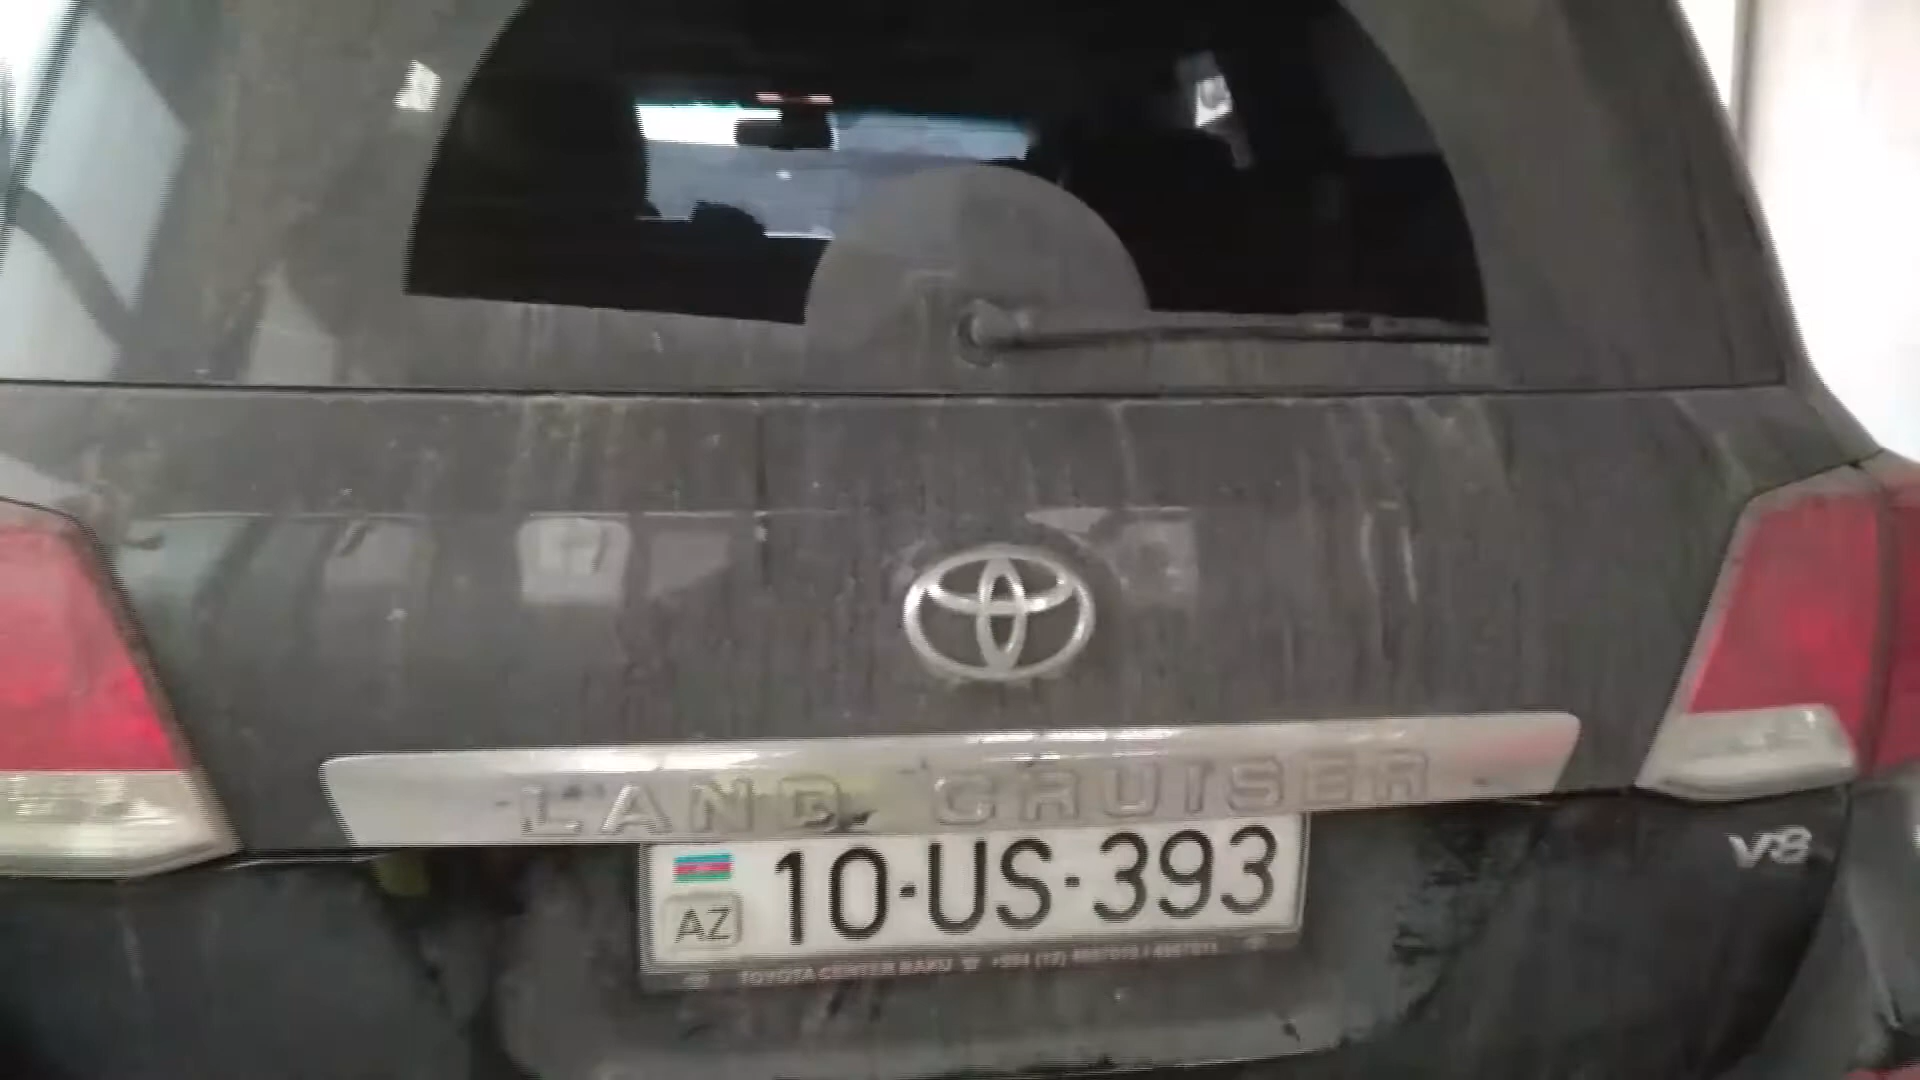 LAND CRUISER
V8
10-US-393
AZ
TOYOTA CENTER BAKU